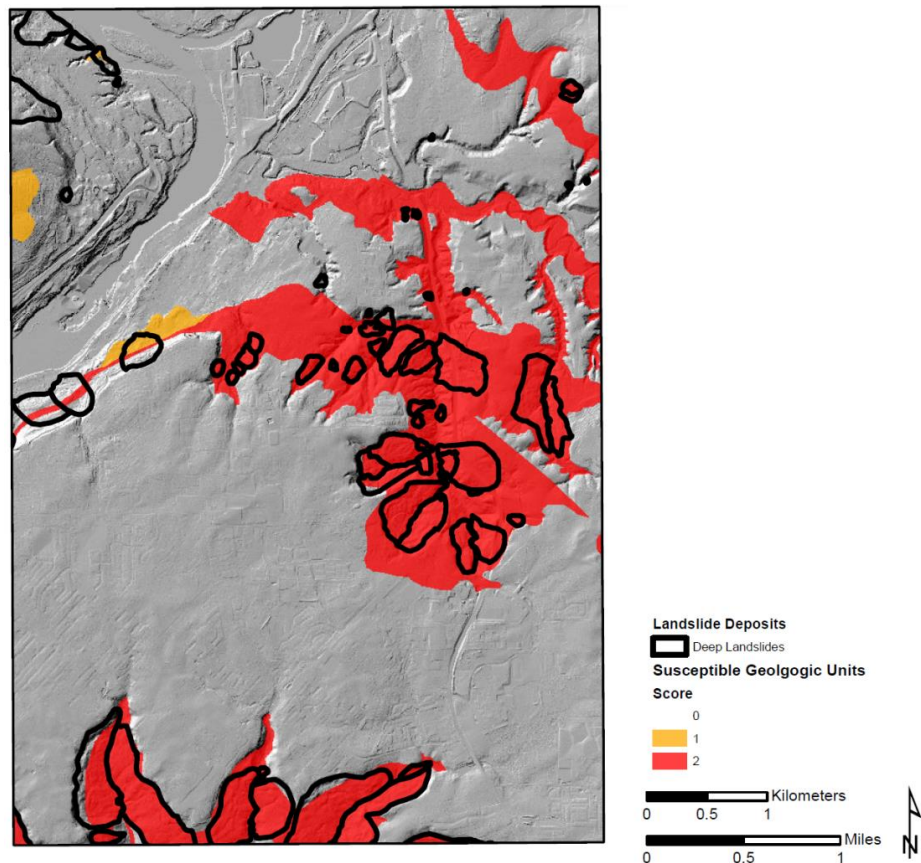 Landslide Deposits
Deep Landslides
Susceptible Geolgogic Units
Score
0
1
2
Kilometers
0 0.5 1
Miles
0 0.5 1
N